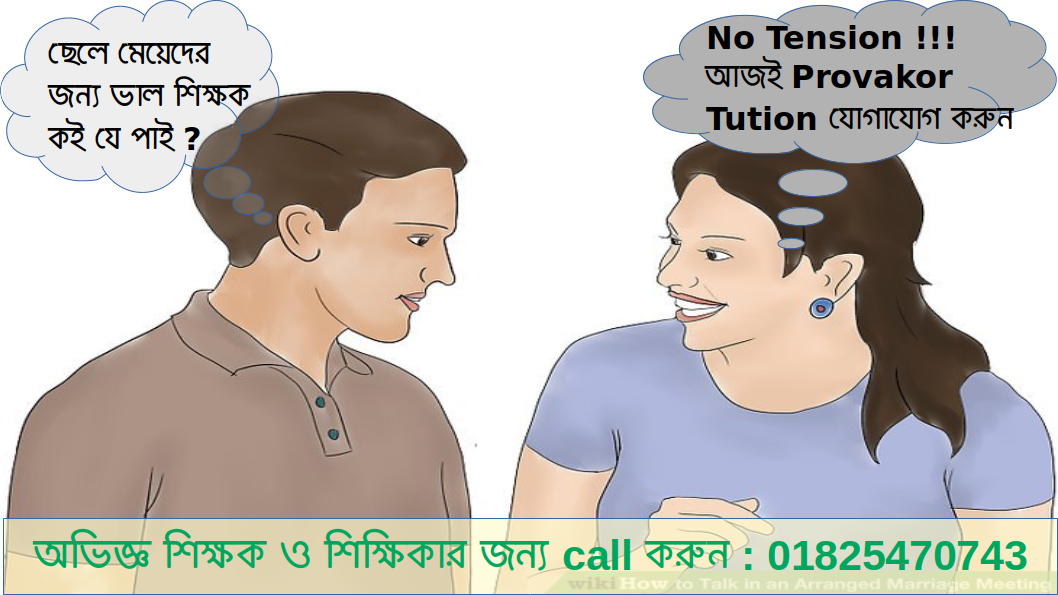 ছেলে মেয়েদের
জন্য ভাল শিক্ষক
কই যে পাই ?
No Tension !!!
আজই Provakor
Tution যোগাযোগ করুন
অভিজ্ঞ শিক্ষক ও শিক্ষিকার জন্য call করুন : 01825470743
wikiHow to Talk in an Arranged Marriage Meeting